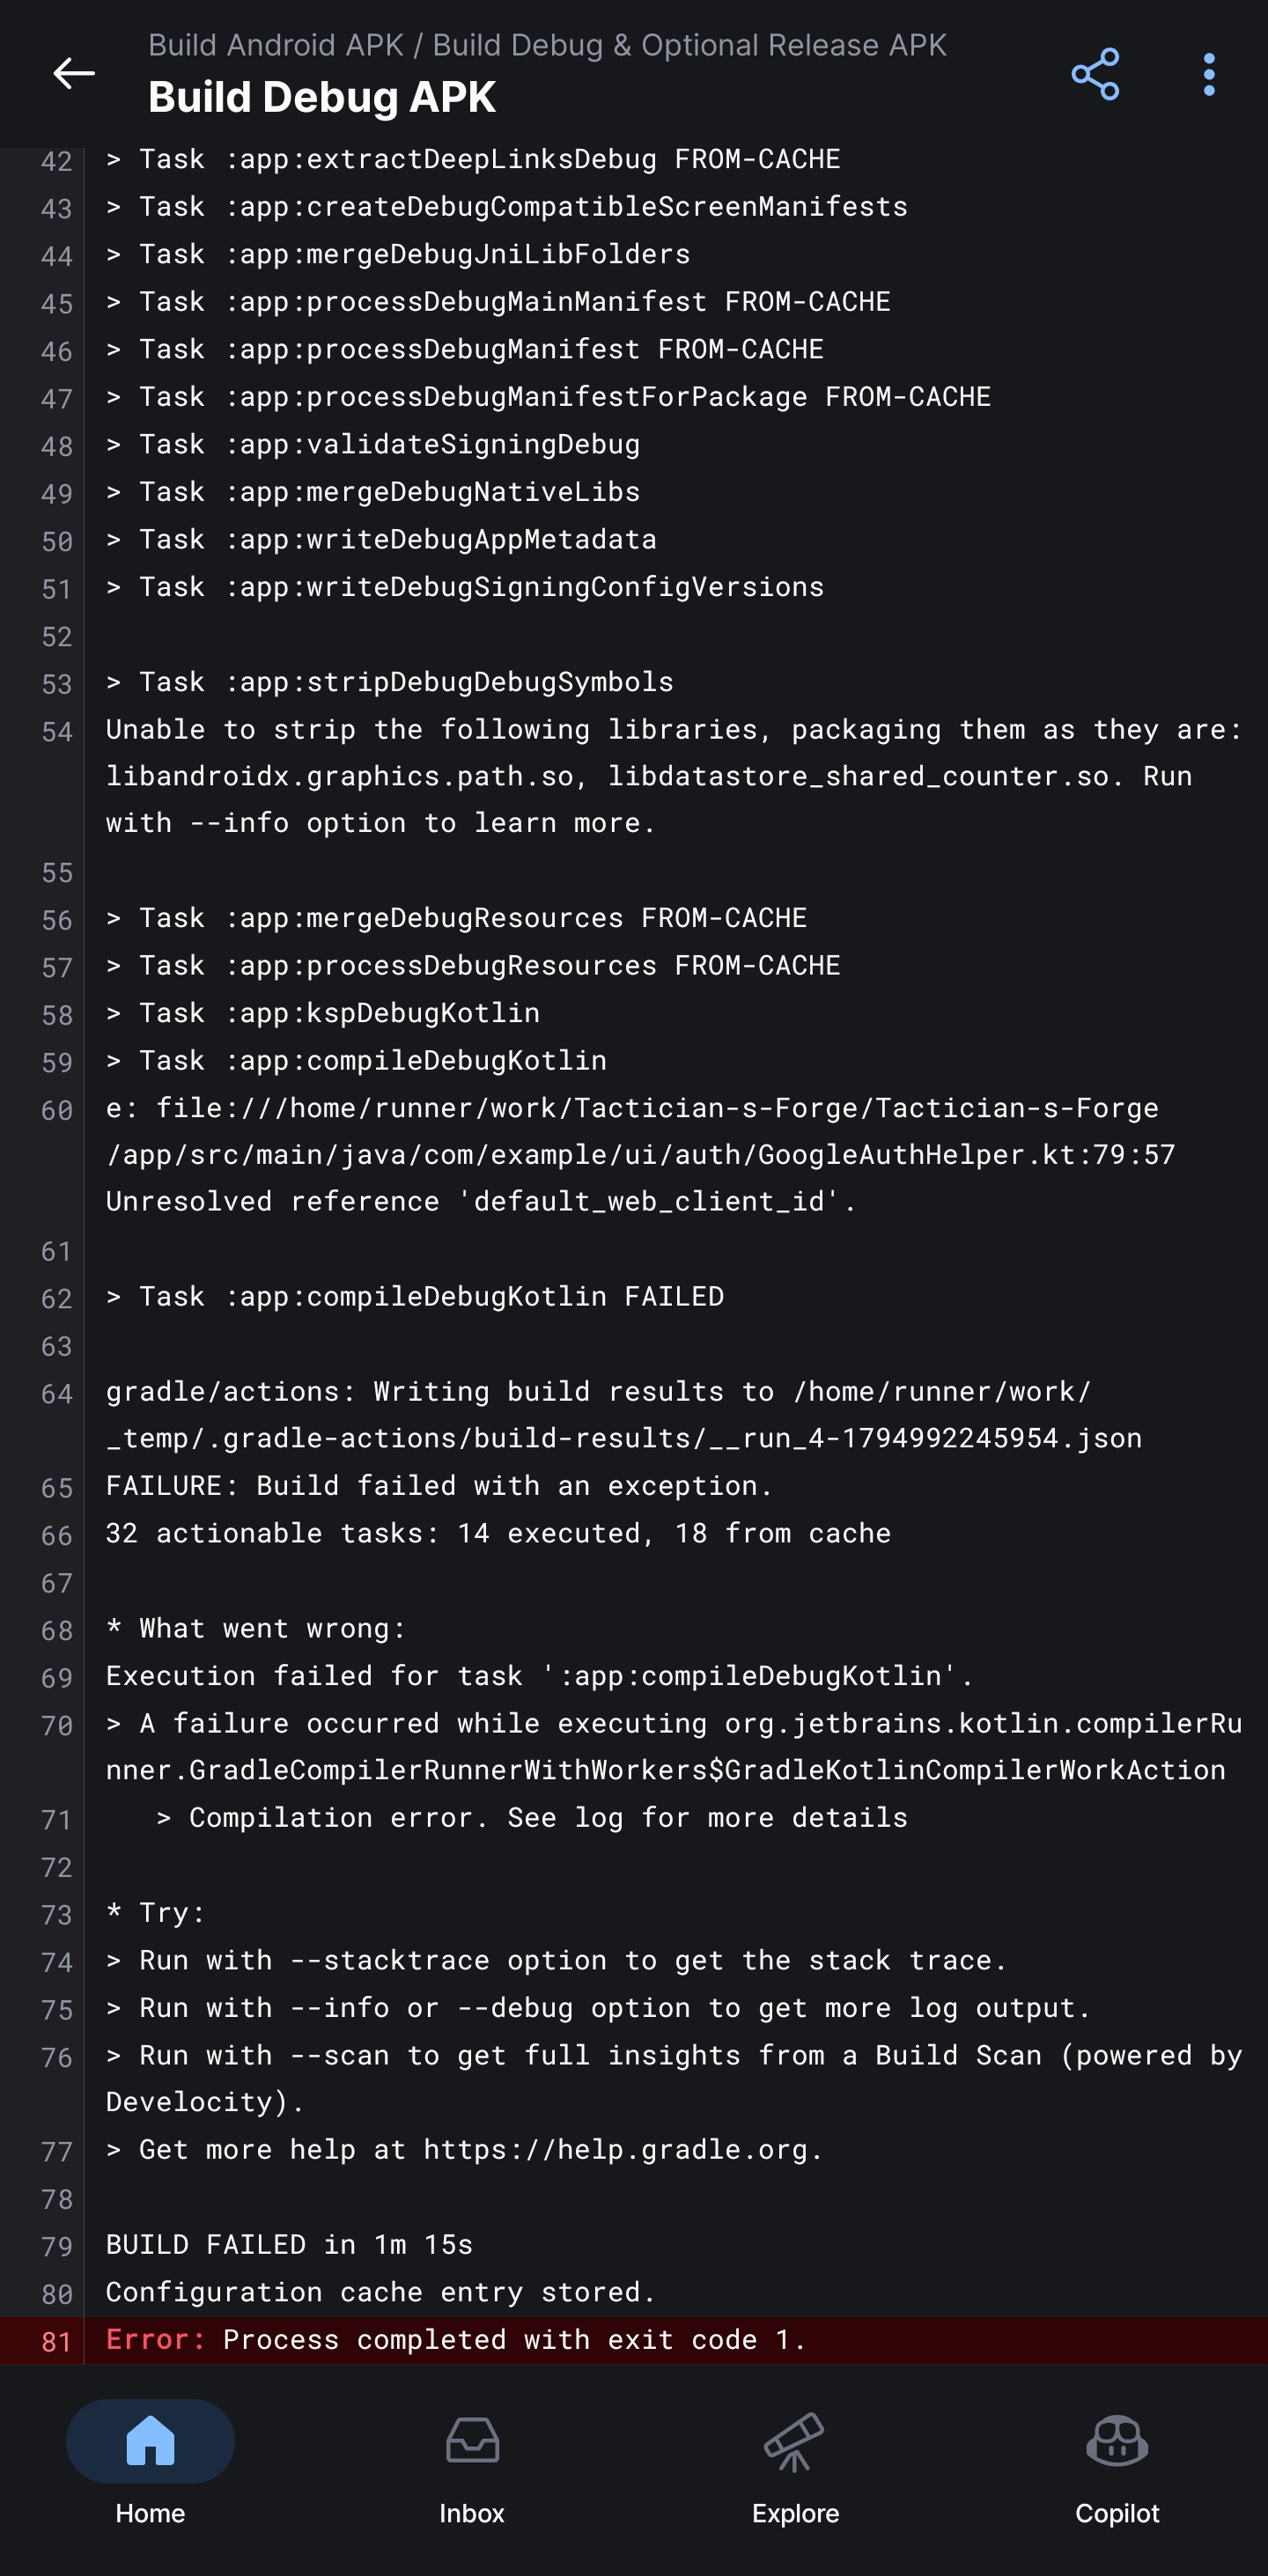 Build Android APK / Build Debug & Optional Release APK
Build Debug APK
42 > Task :app:extractDeepLinksDebug FROM-CACHE
43 > Task :app:createDebugCompatibleScreenManifests
44 > Task :app:mergeDebugJniLibFolders
45 > Task :app:processDebugMainManifest FROM-CACHE
46 > Task :app:processDebugManifest FROM-CACHE
47 > Task :app:processDebugManifestForPackage FROM-CACHE
48 > Task :app:validateSigningDebug
49 > Task :app:mergeDebugNativeLibs
50 > Task :app:writeDebugAppMetadata
51 > Task :app:writeDebugSigningConfigVersions
52
53 > Task :app:stripDebugDebugSymbols
54 Unable to strip the following libraries, packaging them as they are:
libandroidx.graphics.path.so, libdatastore_shared_counter.so. Run
with --info option to learn more.
55
56 > Task :app:mergeDebugResources FROM-CACHE
57 > Task :app:processDebugResources FROM-CACHE
58 > Task :app:kspDebugKotlin
59 > Task :app:compileDebugKotlin
60 e: file:///home/runner/work/Tactician-s-Forge/Tactician-s-Forge
/app/src/main/java/com/example/ui/auth/GoogleAuthHelper.kt:79:57
Unresolved reference 'default_web_client_id'.
61
62 > Task :app:compileDebugKotlin FAILED
63
64 gradle/actions: Writing build results to /home/runner/work/
_temp/.gradle-actions/build-results/__run_4-1794992245954.json
65 FAILURE: Build failed with an exception.
66 32 actionable tasks: 14 executed, 18 from cache
67
68 * What went wrong:
69 Execution failed for task ':app:compileDebugKotlin'.
70 > A failure occurred while executing org.jetbrains.kotlin.compilerRu
nner.GradleCompilerRunnerWithWorkers$GradleKotlinCompilerWorkAction
71 > Compilation error. See log for more details
72
73 * Try:
74 > Run with --stacktrace option to get the stack trace.
75 > Run with --info or --debug option to get more log output.
76 > Run with --scan to get full insights from a Build Scan (powered by
Develocity).
77 > Get more help at https://help.gradle.org.
78
79 BUILD FAILED in 1m 15s
80 Configuration cache entry stored.
81 Error: Process completed with exit code 1.
Home
Inbox
Explore
Copilot